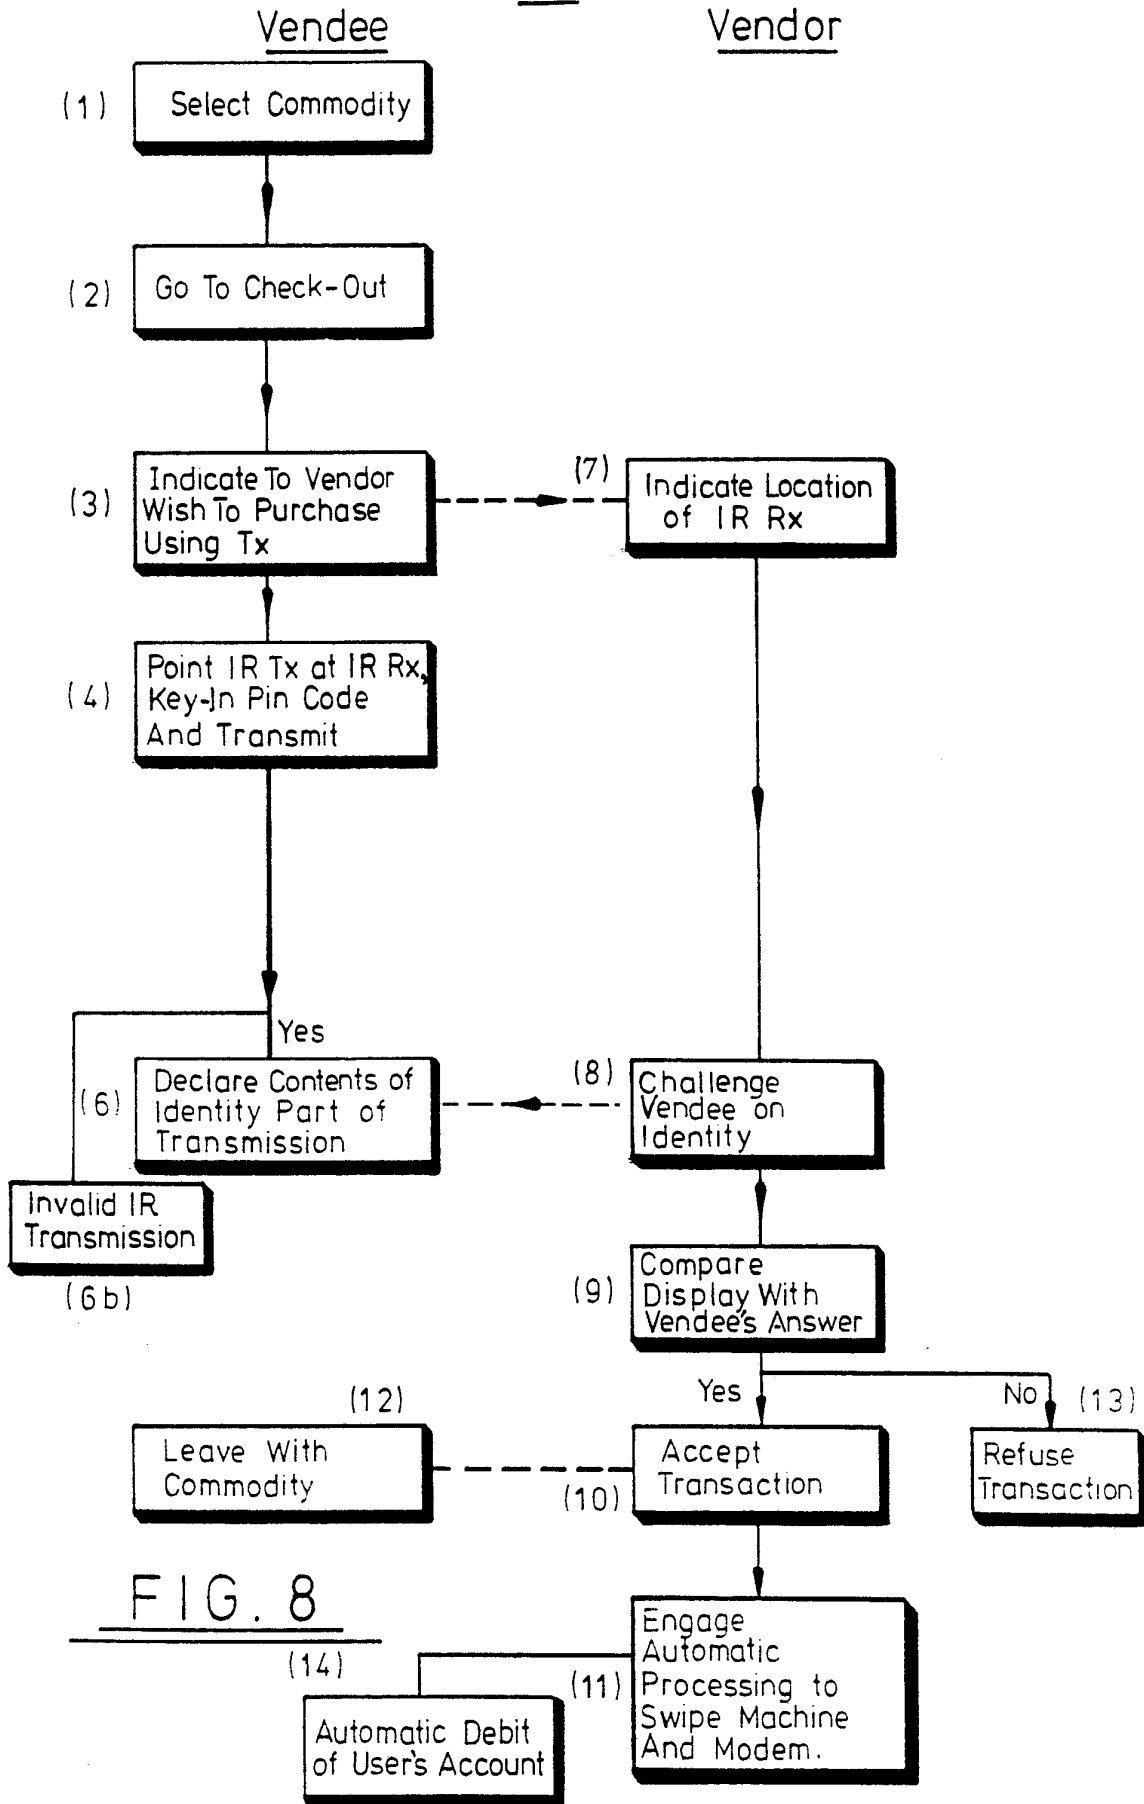 Vendee
Vendor
(1)
Select Commodity
(2)
Go To Check-Out
(3)
Indicate To Vendor
Wish To Purchase
Using Tx
(7)
Indicate Location
of IR Rx
(4)
Point IR Tx at IR Rx,
Key-In Pin Code
And Transmit
Yes
(6)
Declare Contents of
Identity Part of
Transmission
(8)
Challenge
Vendee on
Identity
Invalid IR
Transmission
(6b)
(9)
Compare
Display With
Vendee's Answer
Yes
No
(13)
(12)
Leave With
Commodity
(10)
Accept
Transaction
Refuse
Transaction
FIG. 8
(14)
Automatic Debit
of User's Account
(11)
Engage
Automatic
Processing to
Swipe Machine
And Modem.